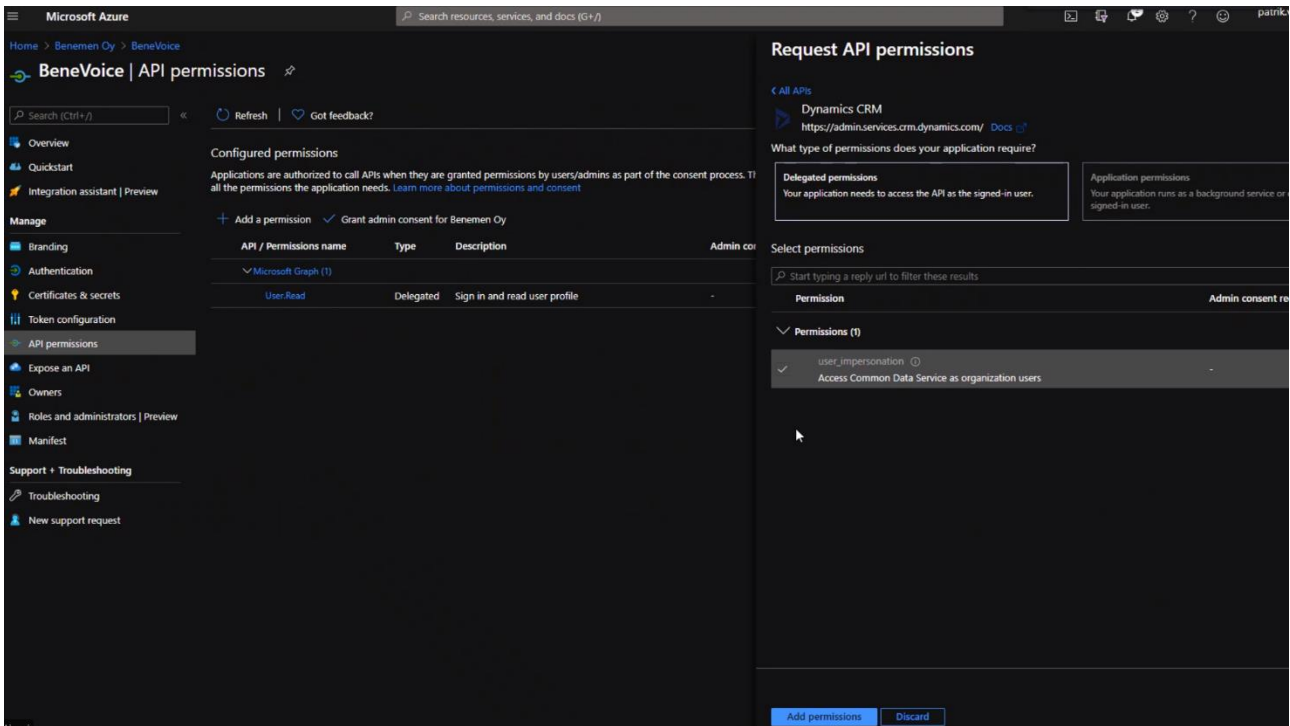 Microsoft Azure
Search resources, services, and docs (G+/)
Home > Benemen Oy > BeneVoice
BeneVoice | API permissions
Search (Ctrl+/)
Overview
Quickstart
Integration assistant | Preview
Manage
Branding
Authentication
Certificates & secrets
Token configuration
API permissions
Expose an API
Owners
Roles and administrators | Preview
Manifest
Support + Troubleshooting
Troubleshooting
New support request
Refresh | Got feedback?
Configured permissions
Applications are authorized to call APIs when they are granted permissions by users/admins as part of the consent process.
all the permissions the application needs. Learn more about permissions and consent
Add a permission Grant admin consent for Benemen Oy
API / Permissions name Type Description Admin
Microsoft Graph (1)
User.Read Delegated Sign in and read user profile -
Request API permissions
All APIs
Dynamics CRM
https://admin.services.crm.dynamics.com/ Docs
What type of permissions does your application require?
Delegated permissions
Your application needs to access the API as the signed-in user.
Application permissions
Your application runs as a background service or
signed-in user.
Select permissions
Start typing a reply url to filter these results
Permission Admin consent
Permissions (1)
user_impersonation
Access Common Data Service as organization users -
Add permissions Discard